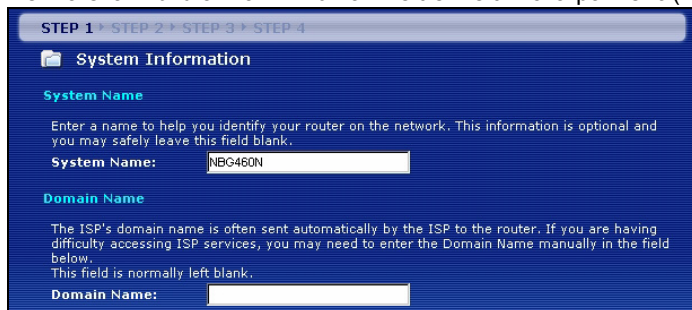 STEP 1 › STEP 2 › STEP 3 › STEP 4
System Information
System Name
Enter a name to help you identify your router on the network. This information is optional and
you may safely leave this field blank.
System Name: NBG460N
Domain Name
The ISP's domain name is often sent automatically by the ISP to the router. If you are having
difficulty accessing ISP services, you may need to enter the Domain Name manually in the field
below.
This field is normally left blank.
Domain Name: